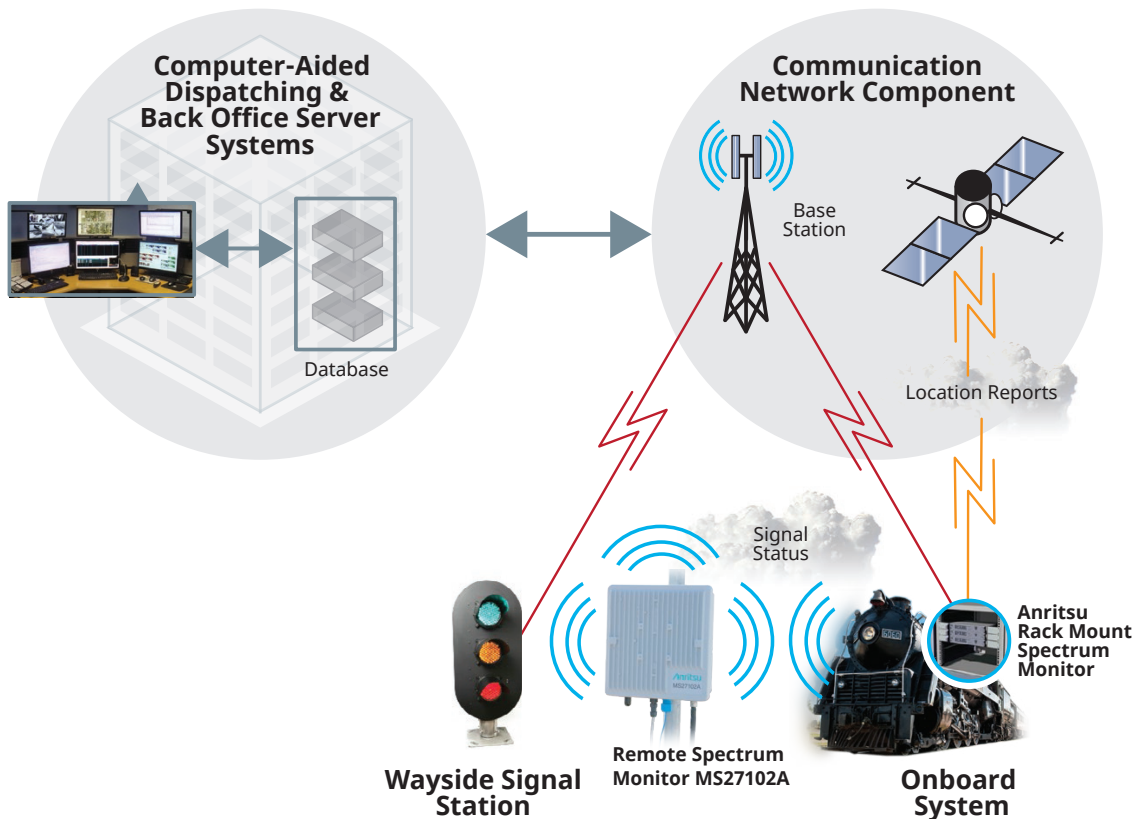 Computer-Aided
Dispatching &
Back Office Server
Systems
Database
Communication
Network Component
Base
Station
Location Reports
Signal
Status
Anritsu
MS27102A
Anritsu
Rack Mount
Spectrum
Monitor
Remote Spectrum
Monitor MS27102A
Wayside Signal
Station
Onboard
System